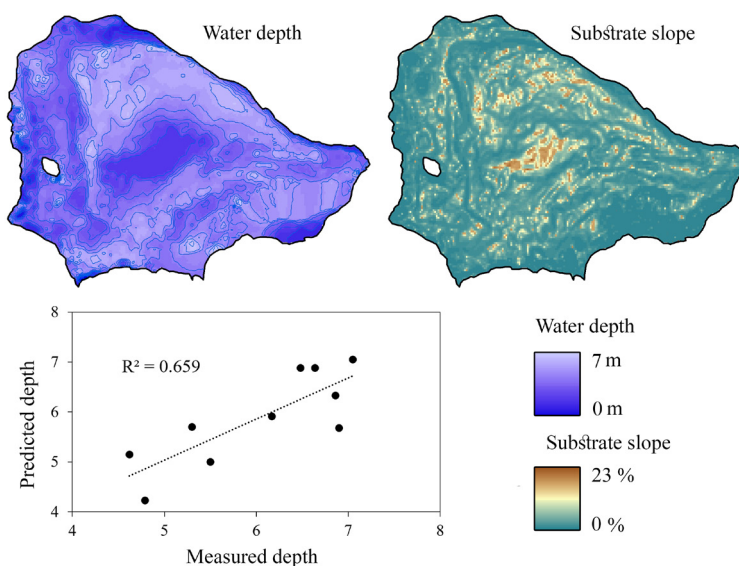 Water depth
Substrate slope
8
7
6
5
4
R² = 0.659
Predicted depth
4
5
6
7
8
Measured depth
Water depth
7 m
0 m
Substrate slope
23 %
0 %